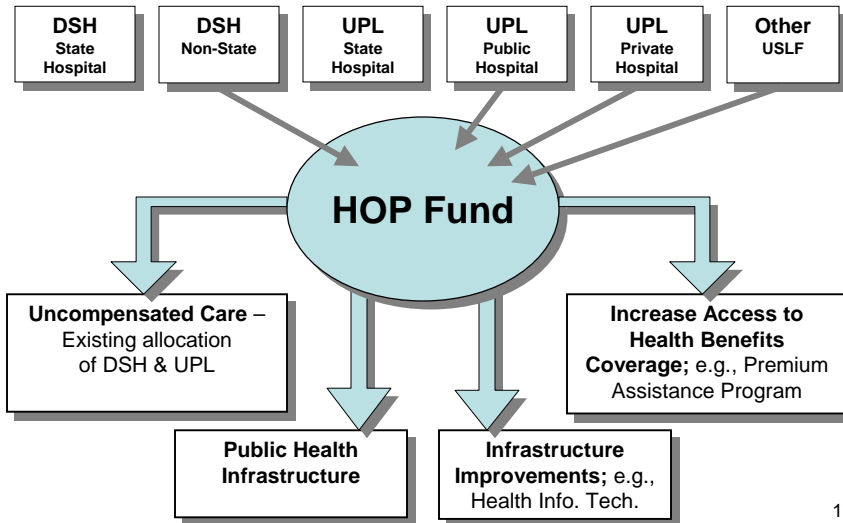 DSH
State
Hospital
DSH
Non-State
UPL
State
Hospital
UPL
Public
Hospital
UPL
Private
Hospital
Other
USLF
HOP Fund
Uncompensated Care –
Existing allocation
of DSH & UPL
Increase Access to
Health Benefits
Coverage; e.g., Premium
Assistance Program
Public Health
Infrastructure
Infrastructure
Improvements; e.g.,
Health Info. Tech.
1